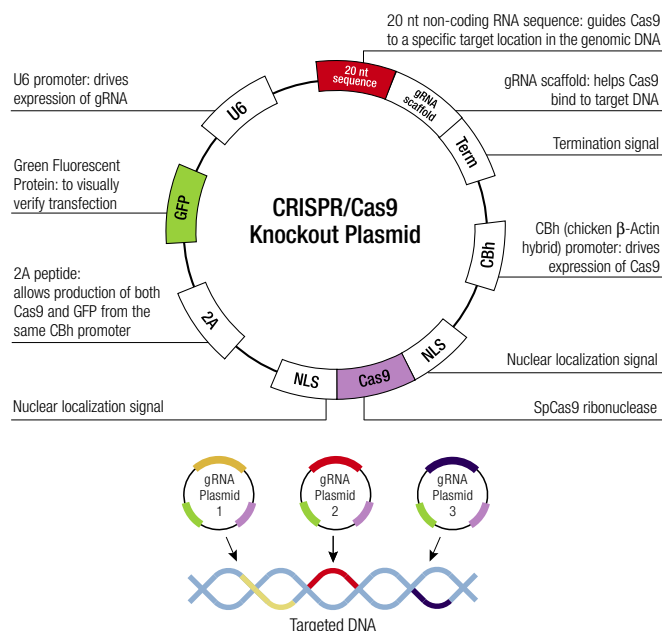 20 nt non-coding RNA sequence: guides Cas9
to a specific target location in the genomic DNA
U6 promoter: drives
expression of gRNA
gRNA scaffold: helps Cas9
bind to target DNA
Termination signal
Green Fluorescent
Protein: to visually
verify transfection
CBh (chicken β-Actin
hybrid) promoter: drives
expression of Cas9
2A peptide:
allows production of both
Cas9 and GFP from the
same CBh promoter
Nuclear localization signal
Nuclear localization signal
SpCas9 ribonuclease
CRISPR/Cas9
Knockout Plasmid
20 nt
sequence
gRNA
scaffold
Term
CBh
NLS
Cas9
NLS
2A
GFP
U6
gRNA
Plasmid
1
gRNA
Plasmid
2
gRNA
Plasmid
3
Targeted DNA